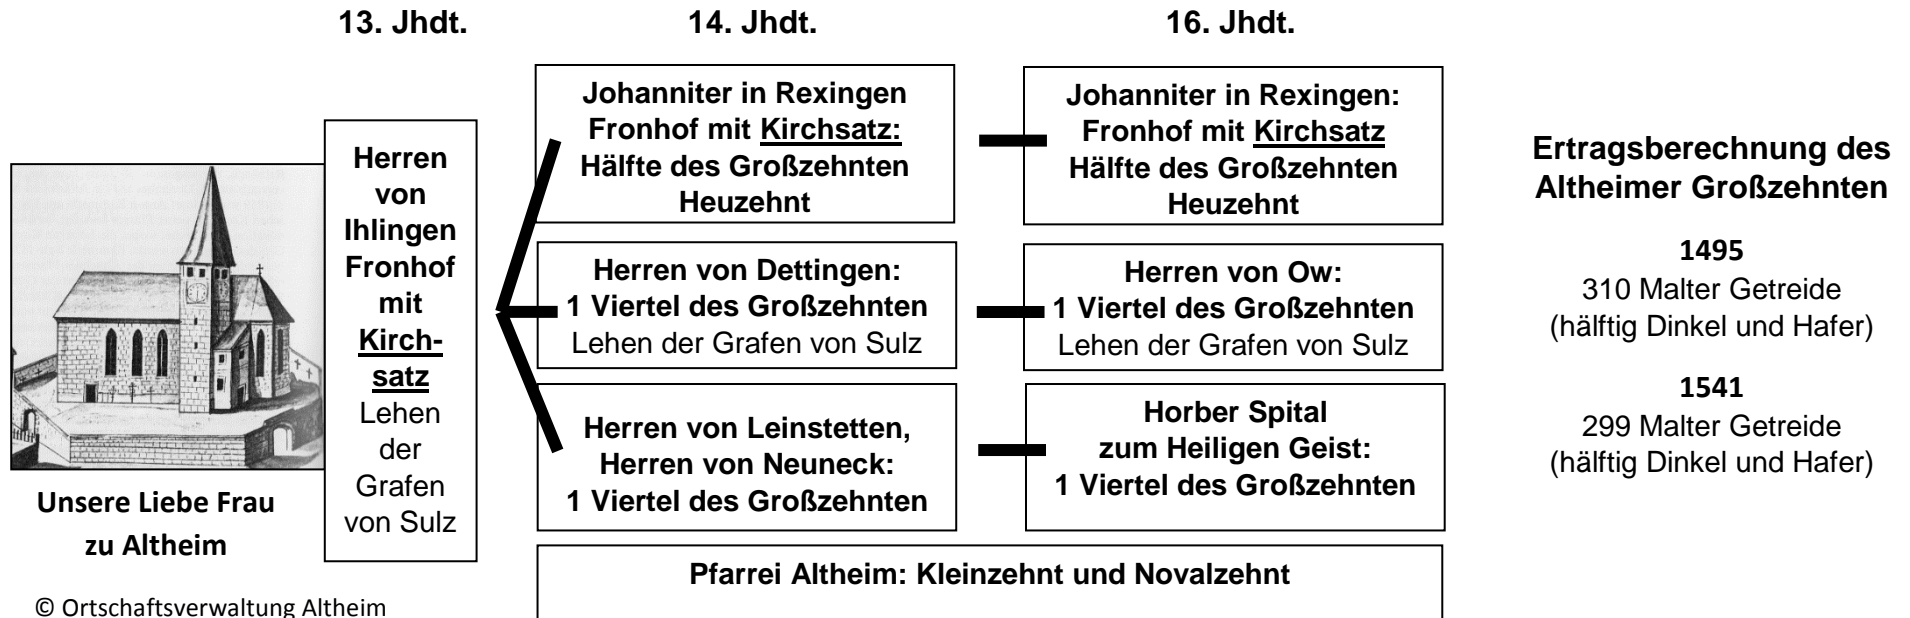 13. Jhdt.
14. Jhdt.
16. Jhdt.
Unsere Liebe Frau
zu Altheim
© Ortschaftsverwaltung Altheim
Herren
von
Ihlingen
Fronhof
mit
Kirch-
satz
Lehen
der
Grafen
von Sulz
Johanniter in Rexingen
Fronhof mit Kirchsatz:
Hälfte des Großzehnten
Heuzehnt
Herren von Dettingen:
1 Viertel des Großzehnten
Lehen der Grafen von Sulz
Herren von Leinstetten,
Herren von Neuneck:
1 Viertel des Großzehnten
Johanniter in Rexingen:
Fronhof mit Kirchsatz
Hälfte des Großzehnten
Heuzehnt
Herren von Ow:
1 Viertel des Großzehnten
Lehen der Grafen von Sulz
Horber Spital
zum Heiligen Geist:
1 Viertel des Großzehnten
Pfarrei Altheim: Kleinzehnt und Novalzehnt
Ertragsberechnung des
Altheimer Großzehnten
1495
310 Malter Getreide
(hälftig Dinkel und Hafer)
1541
299 Malter Getreide
(hälftig Dinkel und Hafer)